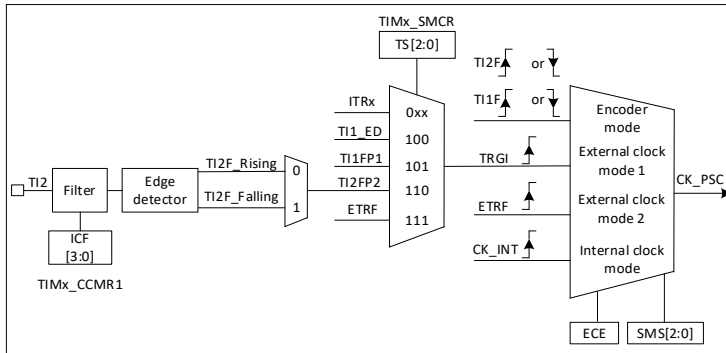 TIMx_SMCR
TS[2:0]
TI2F or
TI1F or
ITRx
0xx
TI1_ED
100
TI1FP1
101
TI2FP2
110
ETRF
111
TI2
Filter
Edge
detector
TI2F_Rising
0
TI2F_Falling
1
ICF
[3:0]
TIMx_CCMR1
TRGI
ETRF
CK_INT
Encoder
mode
External clock
mode 1
External clock
mode 2
Internal clock
mode
CK_PSC
ECE
SMS[2:0]